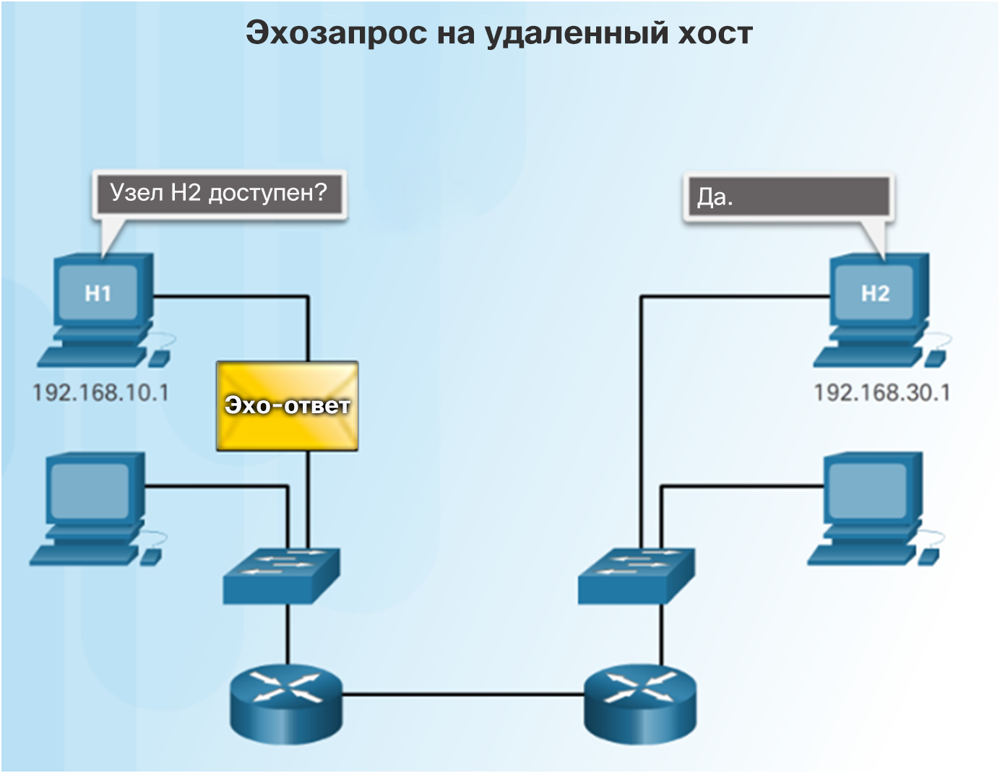 Эхозапрос на удаленный хост
Узел H2 доступен?
Да.
H1
H2
192.168.10.1
192.168.30.1
Эхо-ответ